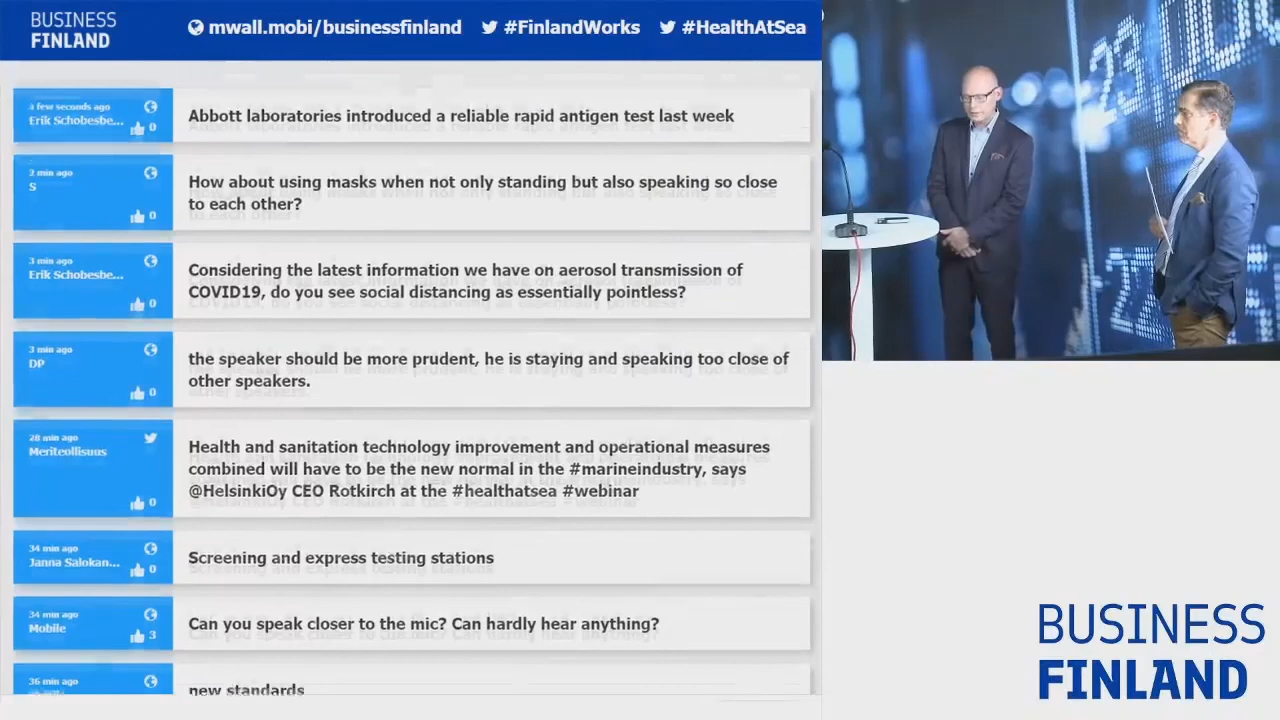 BUSINESS
FINLAND
mwall.mobi/businessfinland #FinlandWorks #HealthAtSea
a few seconds ago
Erik Schobesbe...
0
Abbott laboratories introduced a reliable rapid antigen test last week
2 min ago
S
0
How about using masks when not only standing but also speaking so close
to each other?
3 min ago
Erik Schobesbe...
0
Considering the latest information we have on aerosol transmission of
COVID19, do you see social distancing as essentially pointless?
3 min ago
DP
0
the speaker should be more prudent, he is staying and speaking too close of
other speakers.
28 min ago
Meriteollisuus
0
Health and sanitation technology improvement and operational measures
combined will have to be the new normal in the #marineindustry, says
@HelsinkiOy CEO Rotkirch at the #healthatsea #webinar
34 min ago
Janna Salokan...
0
Screening and express testing stations
34 min ago
Mobile
3
Can you speak closer to the mic? Can hardly hear anything?
36 min ago
new standards
BUSINESS
FINLAND